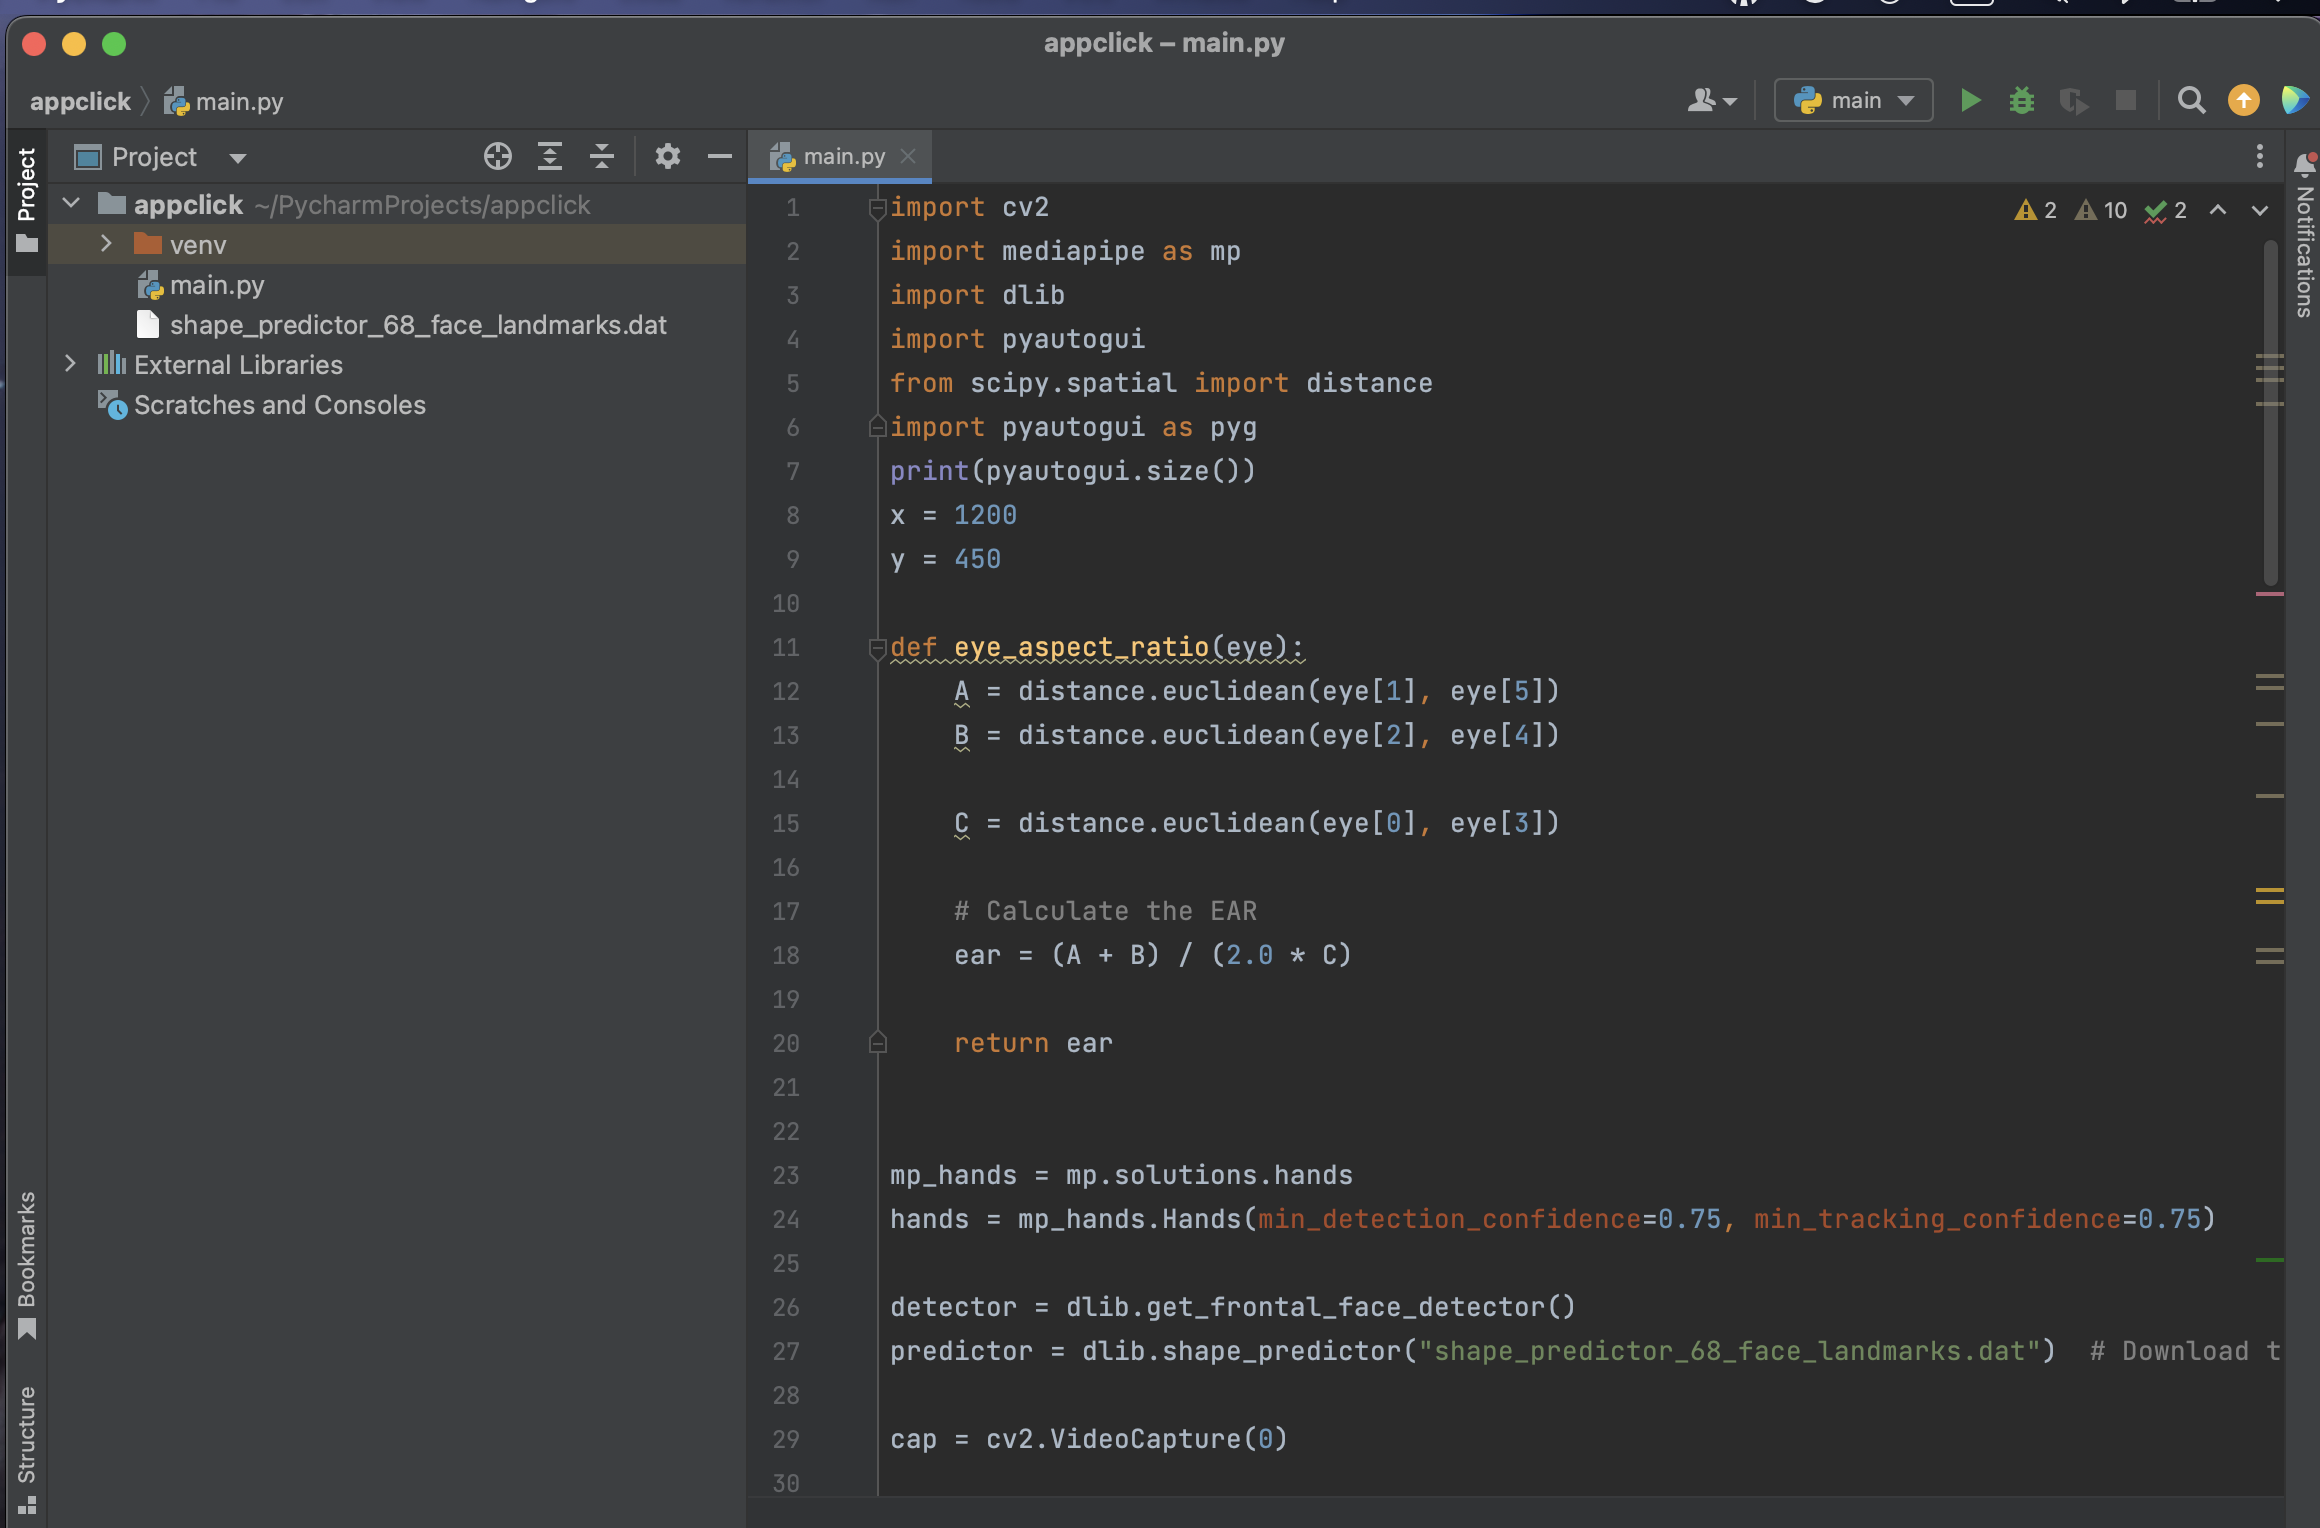 appclick – main.py
appclick
main.py
main
Project
main.py
Project
Notifications
appclick ~/PycharmProjects/appclick
venv
main.py
shape_predictor_68_face_landmarks.dat
External Libraries
Scratches and Consoles
2 10 2
1 import cv2
2 import mediapipe as mp
3 import dlib
4 import pyautogui
5 from scipy.spatial import distance
6 import pyautogui as pyg
7 print(pyautogui.size())
8 x = 1200
9 y = 450
10
11 def eye_aspect_ratio(eye):
12 A = distance.euclidean(eye[1], eye[5])
13 B = distance.euclidean(eye[2], eye[4])
14
15 C = distance.euclidean(eye[0], eye[3])
16
17 # Calculate the EAR
18 ear = (A + B) / (2.0 * C)
19
20 return ear
21
22
23 mp_hands = mp.solutions.hands
24 hands = mp_hands.Hands(min_detection_confidence=0.75, min_tracking_confidence=0.75)
25
26 detector = dlib.get_frontal_face_detector()
27 predictor = dlib.shape_predictor("shape_predictor_68_face_landmarks.dat") # Download t
28
29 cap = cv2.VideoCapture(0)
30
Bookmarks
Structure